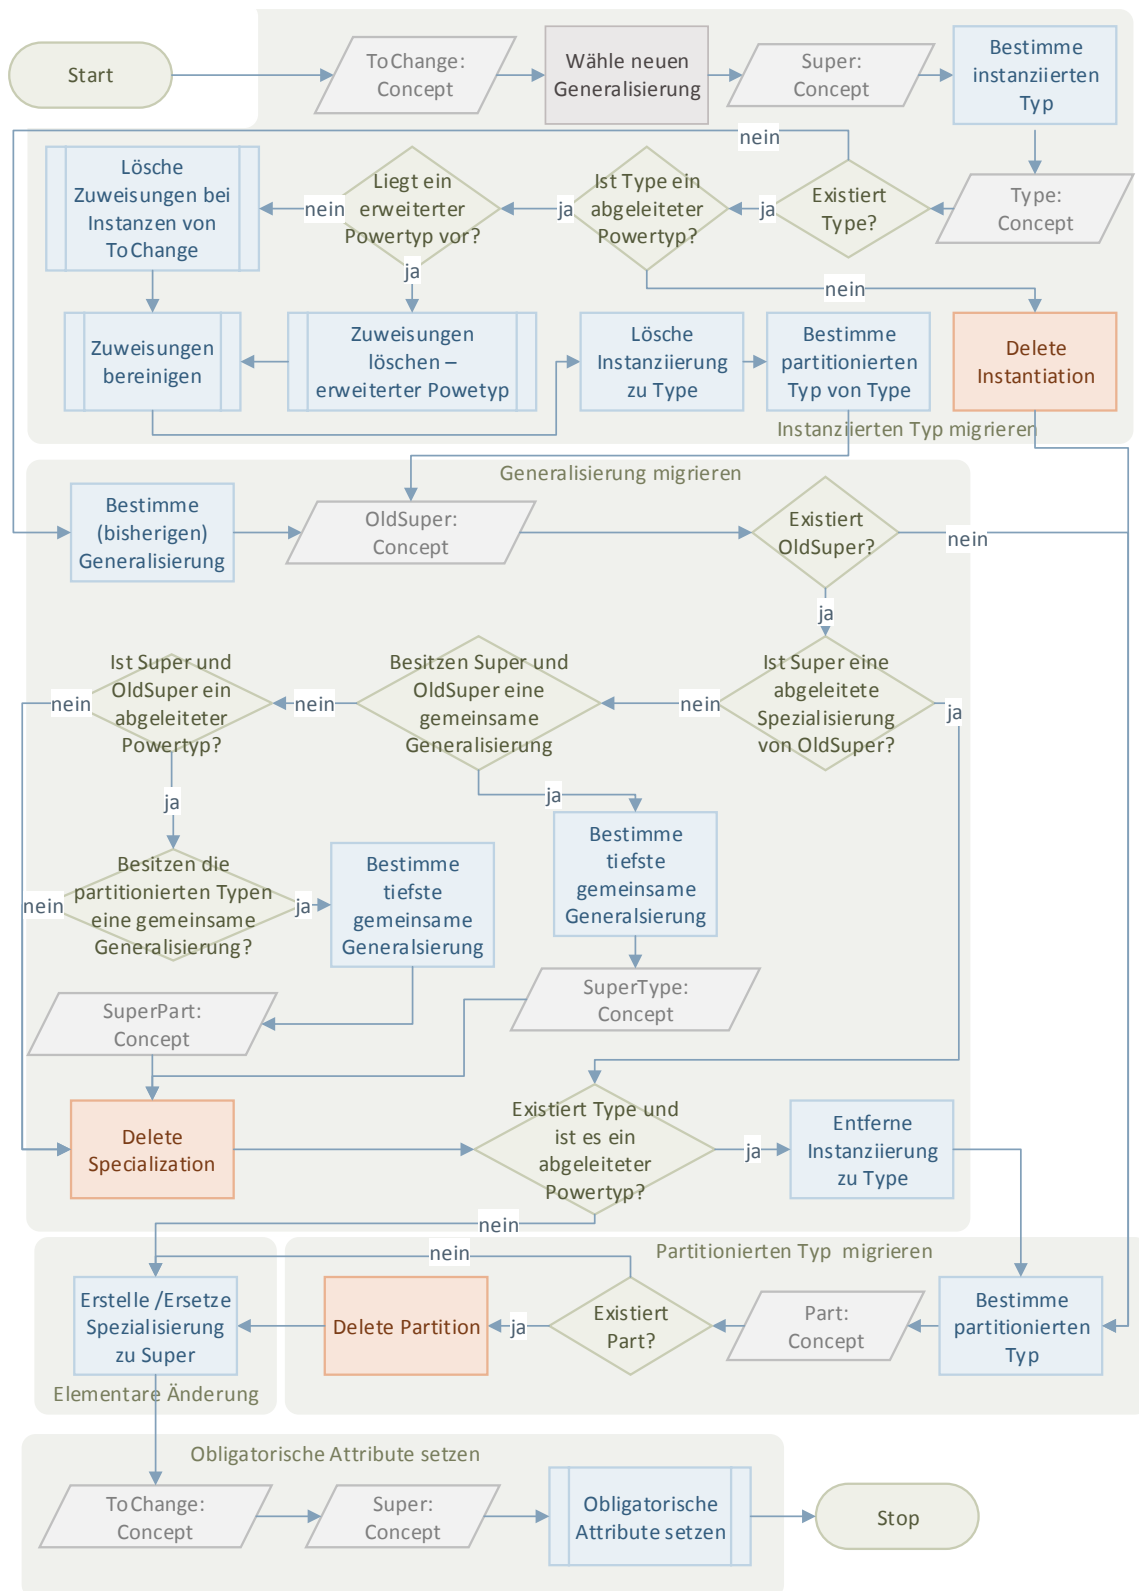 Start
ToChange:
Concept
Wähle neuen
Generalisierung
Super:
Concept
Bestimme
instanziierten
Typ
nein
Lösche
Zuweisungen bei
Instanzen von
ToChange
nein
Liegt ein
erweiterter
Powertyp vor?
ja
Ist Type ein
abgeleiteter
Powertyp?
ja
Existiert
Type?
Type:
Concept
ja
nein
Zuweisungen
bereinigen
Zuweisungen
löschen –
erweiterter Powetyp
Lösche
Instanziierung
zu Type
Bestimme
partitionierten
Typ von Type
Delete
Instantiation
Instanziierten Typ migrieren
Generalisierung migrieren
Bestimme
(bisherigen)
Generalisierung
OldSuper:
Concept
Existiert
OldSuper?
nein
ja
Ist Super und
OldSuper ein
abgeleiteter
Powertyp?
nein
Besitzen Super und
OldSuper eine
gemeinsame
Generalisierung
nein
Ist Super eine
abgeleitete
Spezialisierung
von OldSuper?
nein
ja
ja
ja
Besitzen die
partitionierten Typen
eine gemeinsame
Generalisierung?
nein
ja
Bestimme
tiefste
gemeinsame
Generalsierung
Bestimme
tiefste
gemeinsame
Generalsierung
SuperPart:
Concept
SuperType:
Concept
Delete
Specialization
Existiert Type und
ist es ein
abgeleiteter
Powertyp?
ja
Entferne
Instanziierung
zu Type
nein
nein
Partitionierten Typ migrieren
Erstelle /Ersetze
Spezialisierung
zu Super
Delete Partition
ja
Existiert
Part?
Part:
Concept
Bestimme
partitionierten
Typ
Elementare Änderung
Obligatorische Attribute setzen
ToChange:
Concept
Super:
Concept
Obligatorische
Attribute setzen
Stop